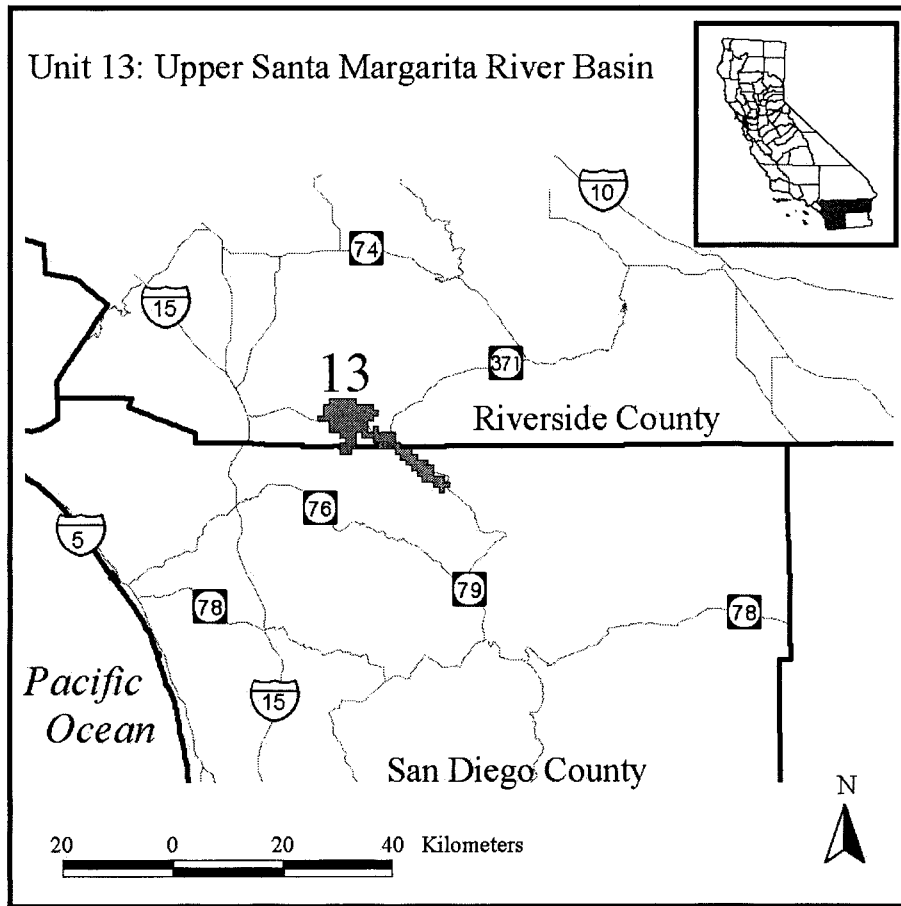 Unit 13: Upper Santa Margarita River Basin
10
74
15
371
13
Riverside County
76
5
79
78
78
Pacific
Ocean
15
San Diego County
N
20 0 20 40 Kilometers